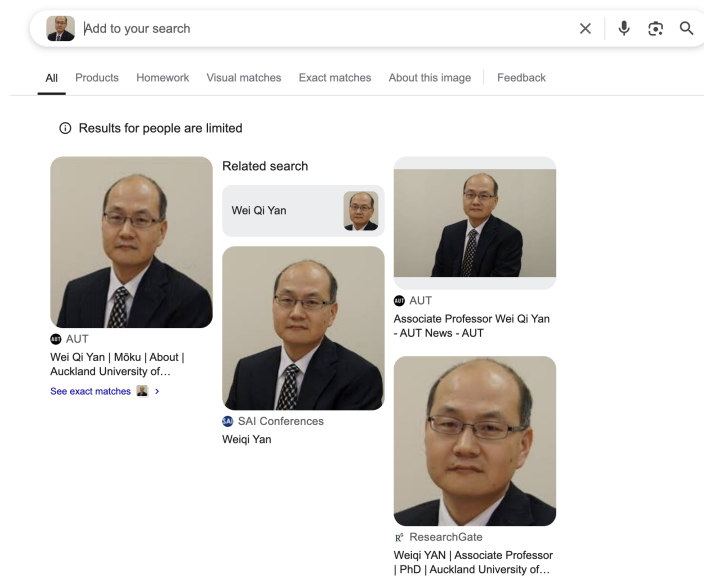 Add to your search
All Products Homework Visual matches Exact matches About this image Feedback
Results for people are limited
AUT
Wei Qi Yan | Mōku | About |
Auckland University of…
See exact matches
Related search
Wei Qi Yan
SAI Conferences
Weiqi Yan
AUT
Associate Professor Wei Qi Yan
- AUT News - AUT
ResearchGate
Weiqi YAN | Associate Professor
| PhD | Auckland University of…